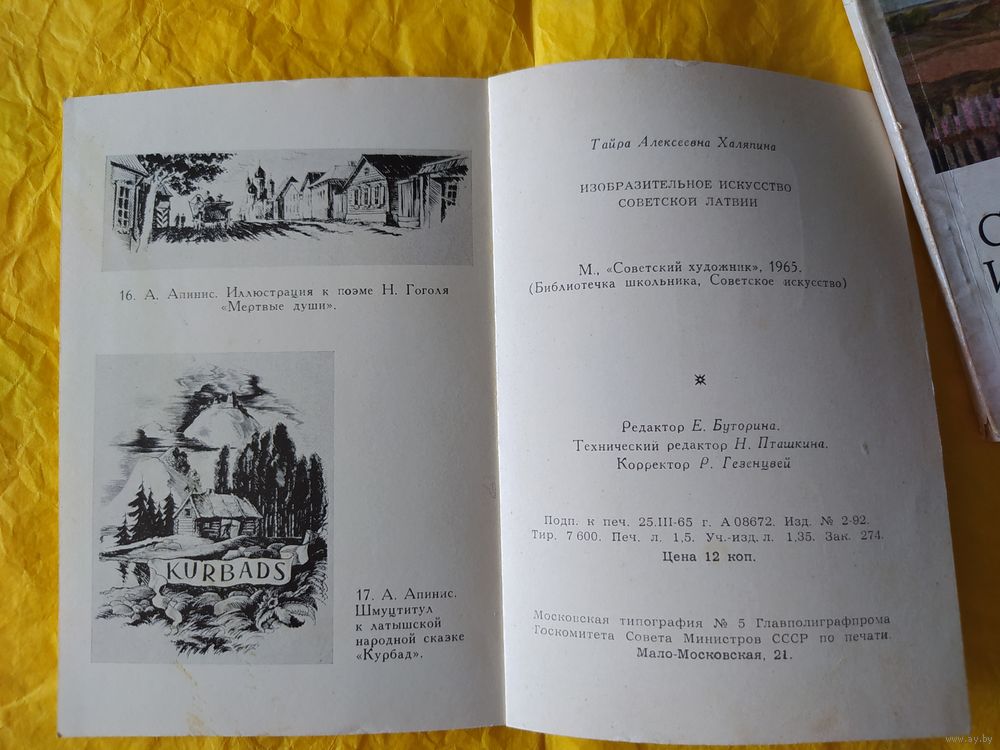 16. А. Апинис. Иллюстрация к поэме Н. Гоголя
«Мертвые души».
KURBADS
17. А. Апинис.
Шмуцтитул
к латышской
народной сказке
«Курбад».
Тайра Алексеевна Халяпина
ИЗОБРАЗИТЕЛЬНОЕ ИСКУССТВО
СОВЕТСКОЙ ЛАТВИИ
М., «Советский художник», 1965.
(Библиотечка школьника, Советское искусство)
Редактор Е. Буторина.
Технический редактор Н. Пташкина.
Корректор Р. Гезенцвей
Подп. к печ. 25.III-65 г. А 08672. Изд. № 2-92.
Тир. 7 600. Печ. л. 1,5. Уч.-изд. л. 1,35. Зак. 274.
Цена 12 коп.
Московская типография № 5 Главполиграфпрома
Госкомитета Совета Министров СССР по печати.
Мало-Московская, 21.
www.ay.by